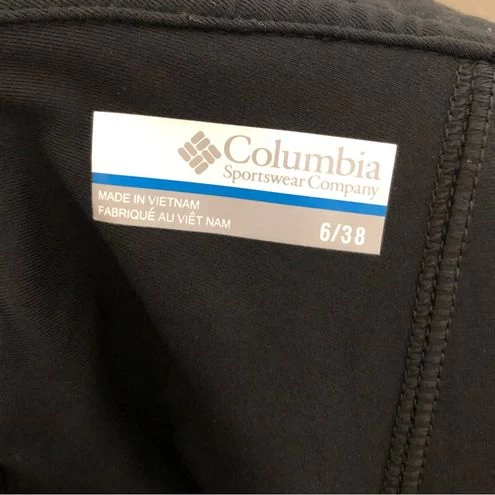 Columbia
Sportswear Company
MADE IN VIETNAM
FABRIQUÉ AU VIÊT NAM
6/38